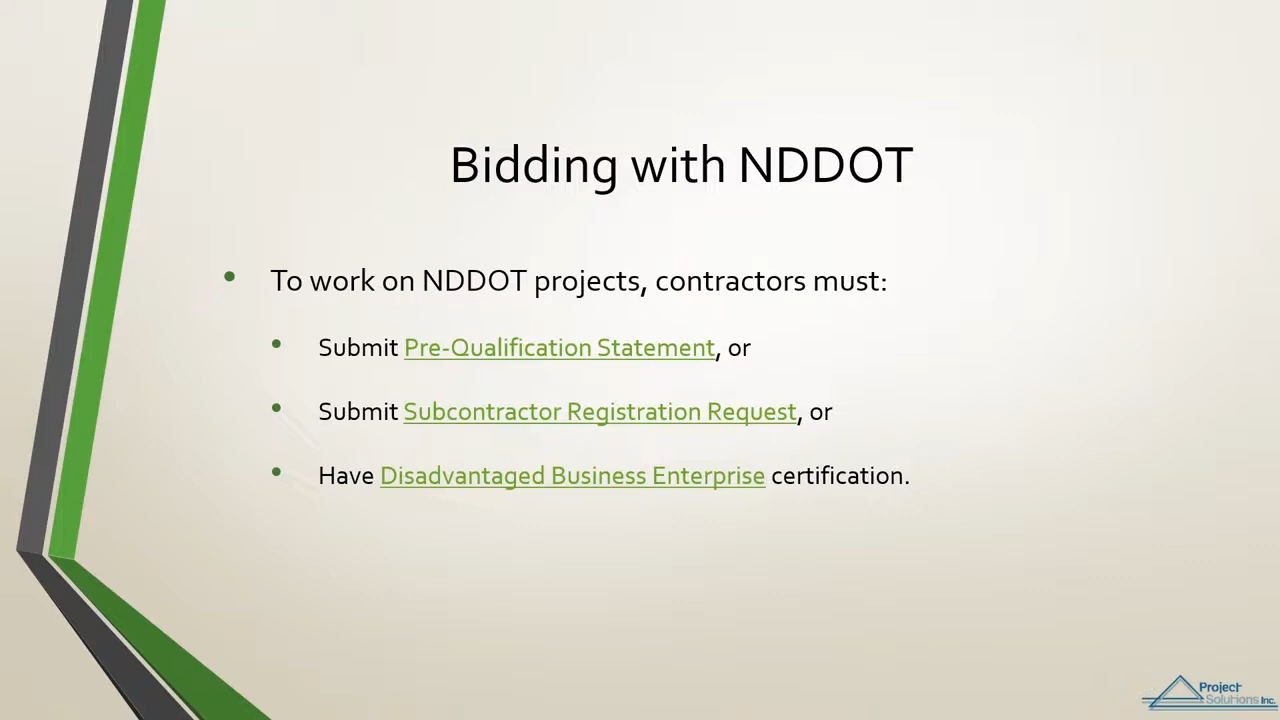 Bidding with NDDOT
To work on NDDOT projects, contractors must:
Submit Pre-Qualification Statement, or
Submit Subcontractor Registration Request, or
Have Disadvantaged Business Enterprise certification.
Project
Solutions Inc.